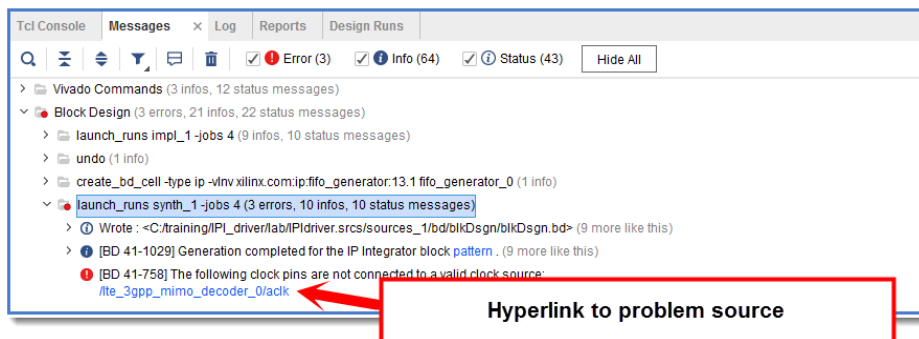 Tcl Console Messages × Log Reports Design Runs
Error (3) Info (64) Status (43) Hide All
Vivado Commands (3 infos, 12 status messages)
Block Design (3 errors, 21 infos, 22 status messages)
launch_runs impl_1 -jobs 4 (9 infos, 10 status messages)
undo (1 info)
create_bd_cell -type ip -vlnv xilinx.com:ip:fifo_generator:13.1 fifo_generator_0 (1 info)
launch_runs synth_1 -jobs 4 (3 errors, 10 infos, 10 status messages)
Wrote : <C:/training/IPI_driver/lab/IPIdriver.srcs/sources_1/bd/blkDsgn/blkDsgn.bd> (9 more like this)
[BD 41-1029] Generation completed for the IP Integrator block pattern . (9 more like this)
[BD 41-758] The following clock pins are not connected to a valid clock source:
/lte_3gpp_mimo_decoder_0/aclk
Hyperlink to problem source